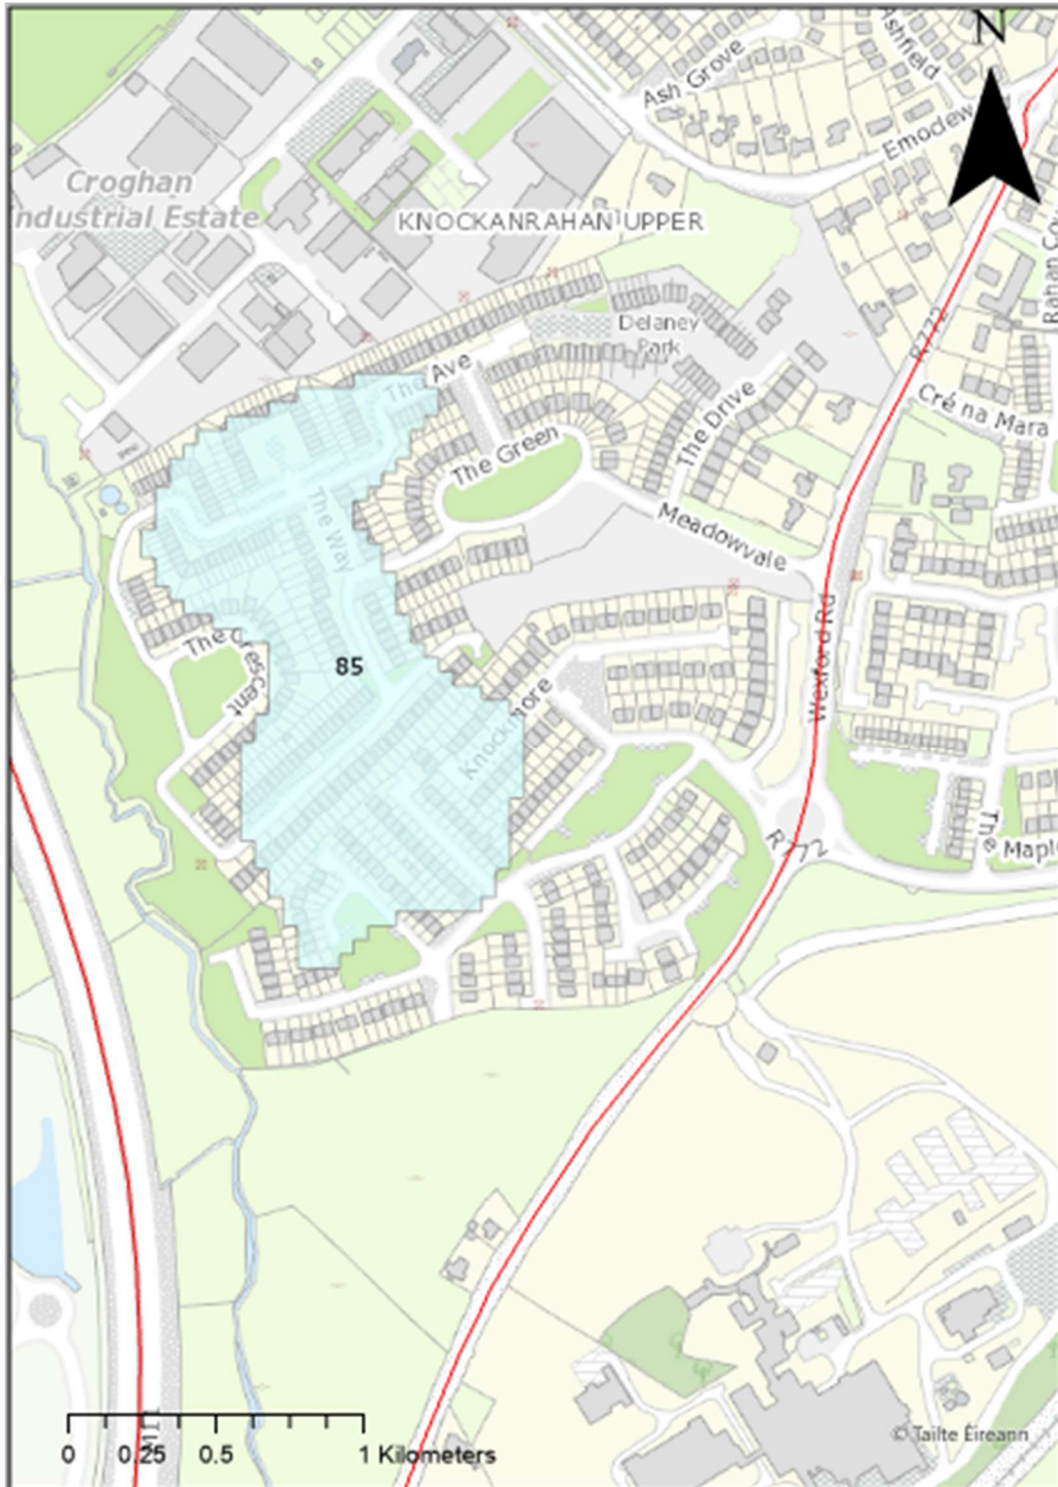 N
Ashfield
Ash Grove
Croghan
Industrial Estate
KNOCKANRAHAN UPPER
Delaney
Park
R772
The Ave
Cré na Mara
The Drive
The Green
The Way
Meadowvale
The Crescent
85
Wexford Rd
Knockmore
R772
The Maple
M11
0 0.25 0.5 1 Kilometers
© Tailte Éireann